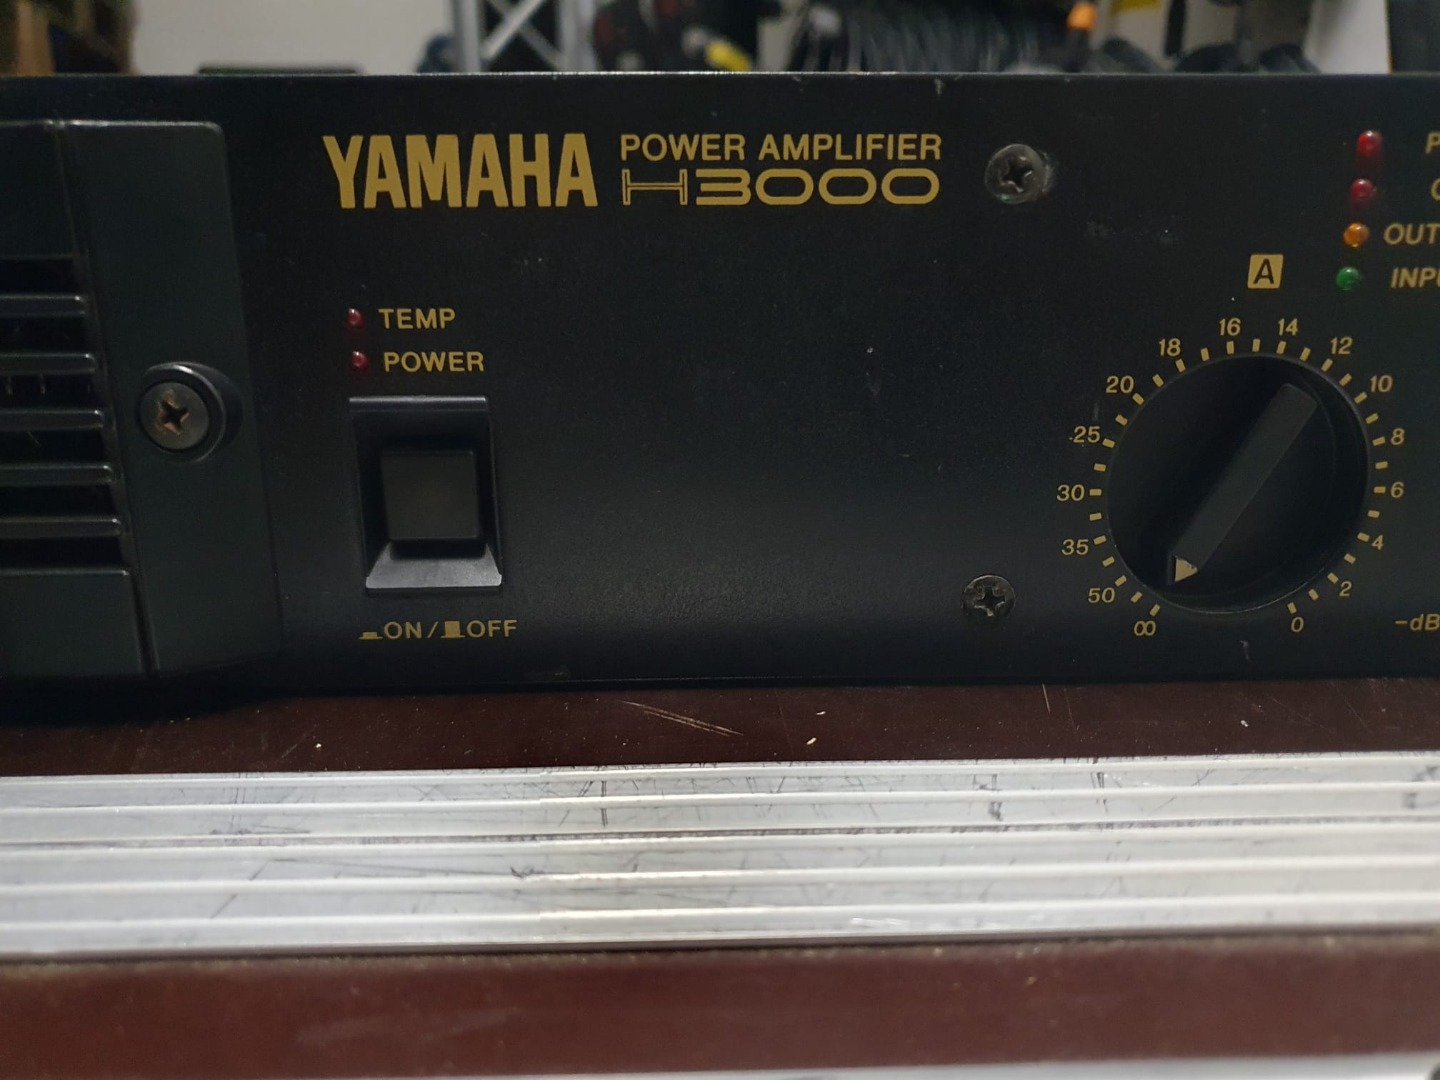 YAMAHA POWER AMPLIFIER
H3000
A
OUT
INPU
TEMP
POWER
ON / OFF
16 14
18 12
20 10
25 8
30 6
35 4
50 2
∞ 0
-dB